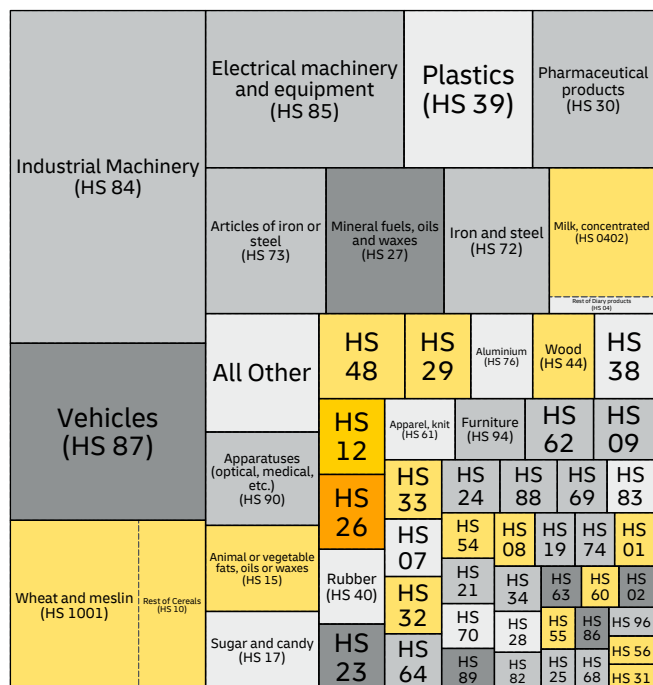 Industrial Machinery
(HS 84)
Electrical machinery
and equipment
(HS 85)
Plastics
(HS 39)
Pharmaceutical
products
(HS 30)
Articles of iron or
steel
(HS 73)
Mineral fuels, oils
and waxes
(HS 27)
Iron and steel
(HS 72)
Milk, concentrated
(HS 0402)
Rest of Diary products
(HS 04)
Vehicles
(HS 87)
All Other
HS
48
HS
29
Aluminium
(HS 76)
Wood
(HS 44)
HS
38
HS
12
Apparel, knit
(HS 61)
Furniture
(HS 94)
HS
62
HS
09
Apparatuses
(optical, medical,
etc.)
(HS 90)
HS
26
HS
33
HS
24
HS
88
HS
69
HS
83
Wheat and meslin
(HS 1001)
Rest of Cereals
(HS 10)
Animal or vegetable
fats, oils or waxes
(HS 15)
HS
07
HS
54
HS
08
HS
19
HS
74
HS
01
Rubber
(HS 40)
HS
32
HS
21
HS
34
HS
63
HS
60
HS
02
Sugar and candy
(HS 17)
HS
23
HS
64
HS
70
HS
28
HS
55
HS
86
HS 96
HS
89
HS
82
HS
25
HS
68
HS 56
HS 31